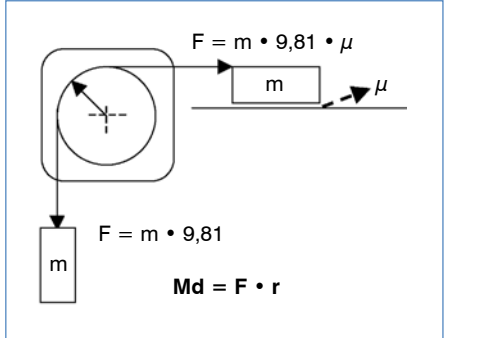 F = m • 9,81 • μ
m
μ
F = m • 9,81
m
Md = F • r